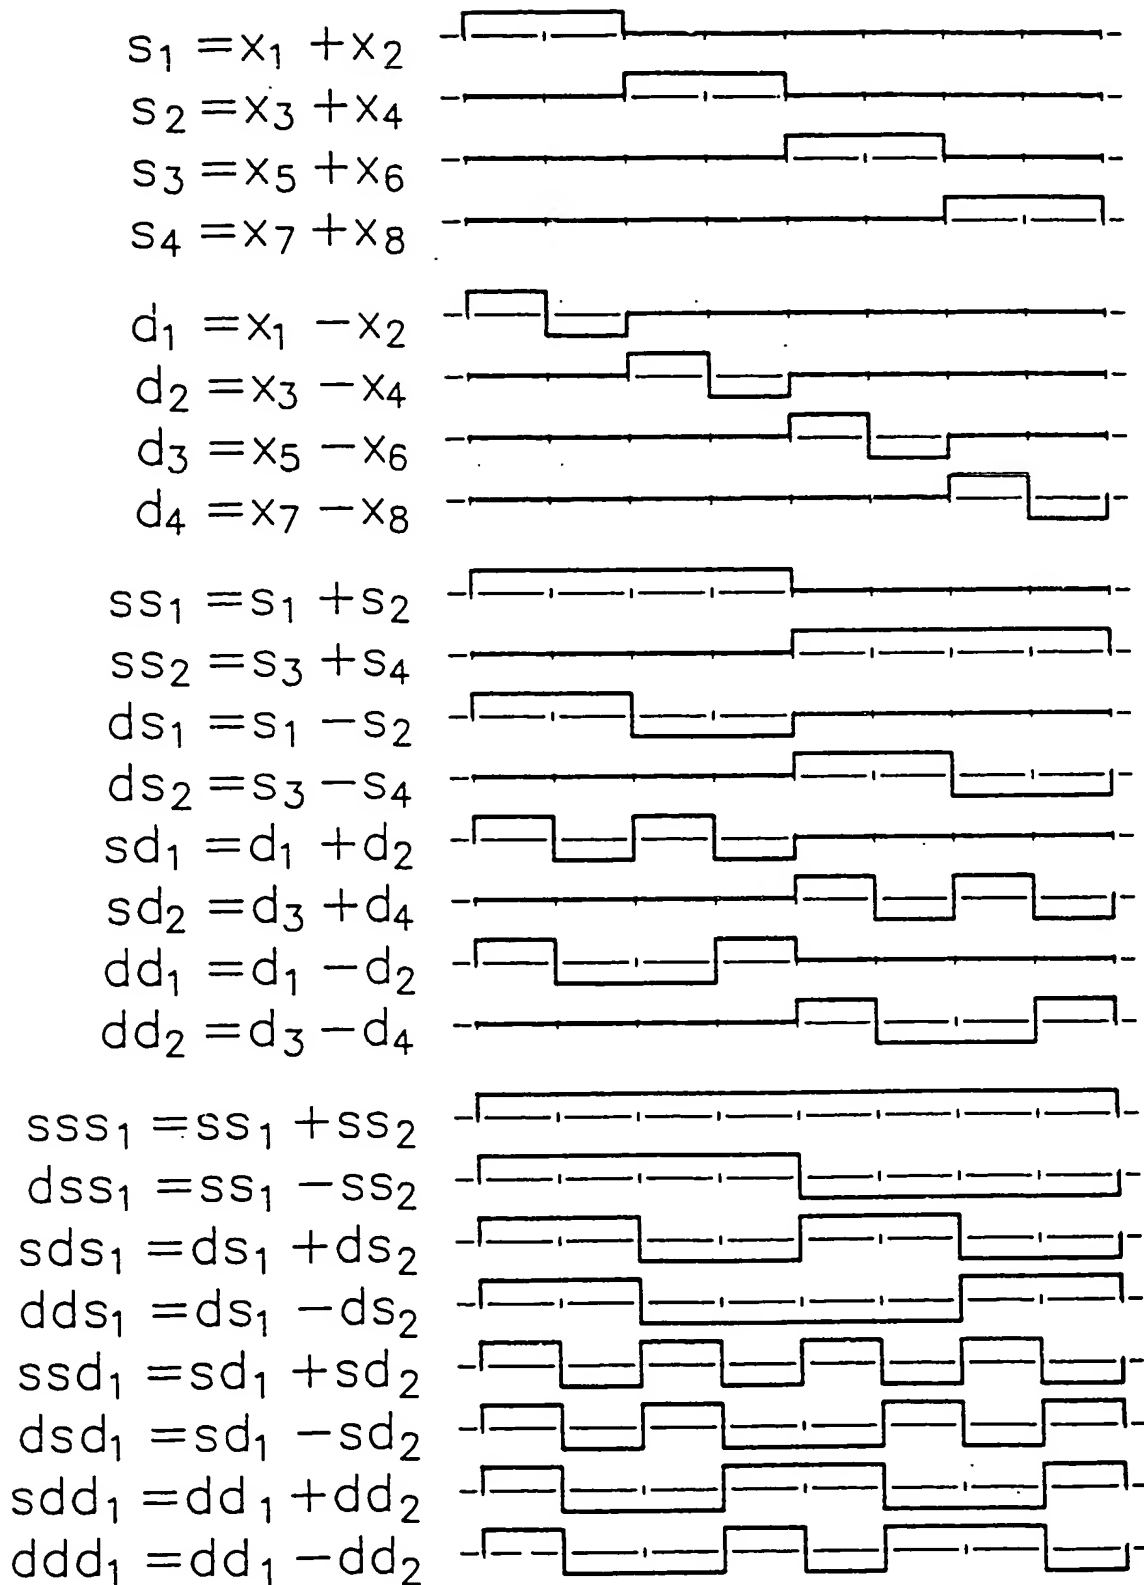 s₁ = x₁ + x₂
s₂ = x₃ + x₄
s₃ = x₅ + x₆
s₄ = x₇ + x₈
d₁ = x₁ − x₂
d₂ = x₃ − x₄
d₃ = x₅ − x₆
d₄ = x₇ − x₈
ss₁ = s₁ + s₂
ss₂ = s₃ + s₄
ds₁ = s₁ − s₂
ds₂ = s₃ − s₄
sd₁ = d₁ + d₂
sd₂ = d₃ + d₄
dd₁ = d₁ − d₂
dd₂ = d₃ − d₄
sss₁ = ss₁ + ss₂
dss₁ = ss₁ − ss₂
sds₁ = ds₁ + ds₂
dds₁ = ds₁ − ds₂
ssd₁ = sd₁ + sd₂
dsd₁ = sd₁ − sd₂
sdd₁ = dd₁ + dd₂
ddd₁ = dd₁ − dd₂